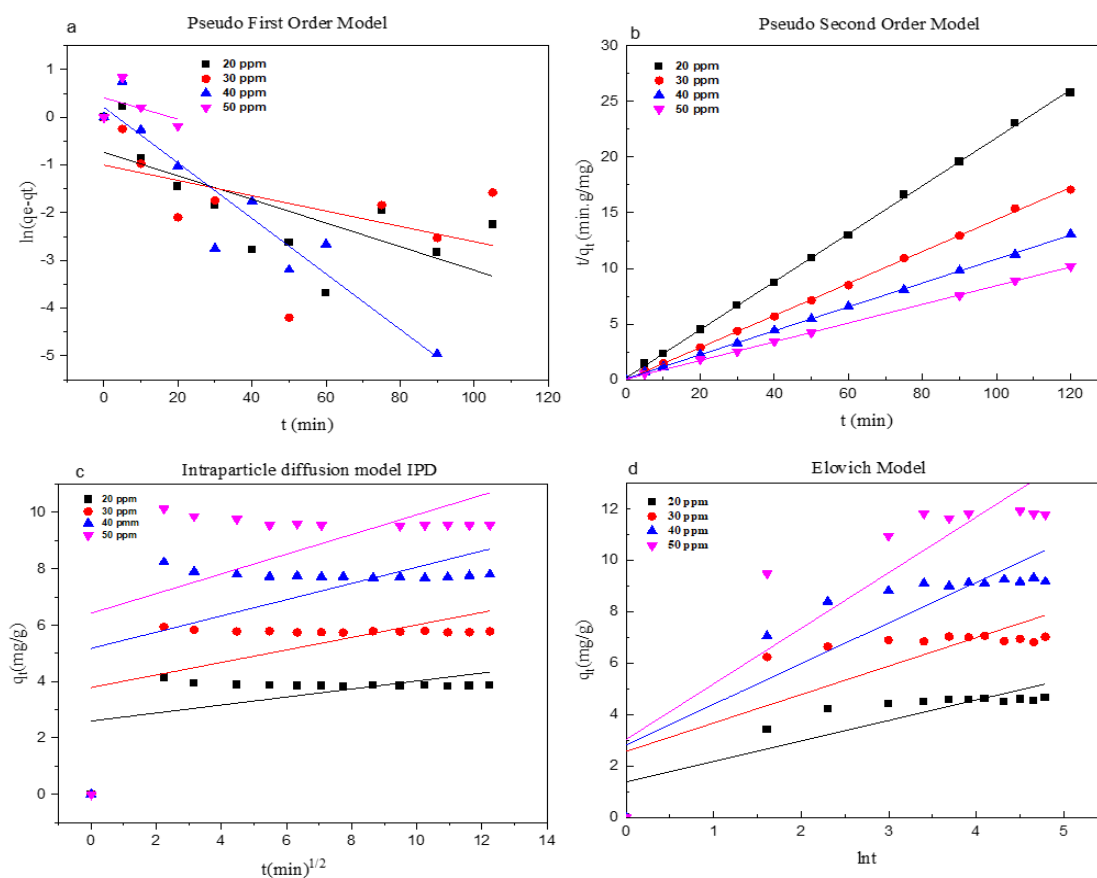 a
Pseudo First Order Model
20 ppm
30 ppm
40 ppm
50 ppm
1
0
-1
-2
-3
-4
-5
ln(qe-qt)
0
20
40
60
80
100
120
t (min)
b
Pseudo Second Order Model
20 ppm
30 ppm
40 ppm
50 ppm
30
25
20
15
10
5
0
t/qt (min.g/mg)
0
20
40
60
80
100
120
t (min)
c
Intraparticle diffusion model IPD
20 ppm
30 ppm
40 pmm
50 ppm
10
8
6
4
2
0
qt(mg/g)
0
2
4
6
8
10
12
14
t(min)1/2
d
Elovich Model
20 ppm
30 ppm
40 ppm
50 ppm
12
10
8
6
4
2
0
qt(mg/g)
0
1
2
3
4
5
lnt